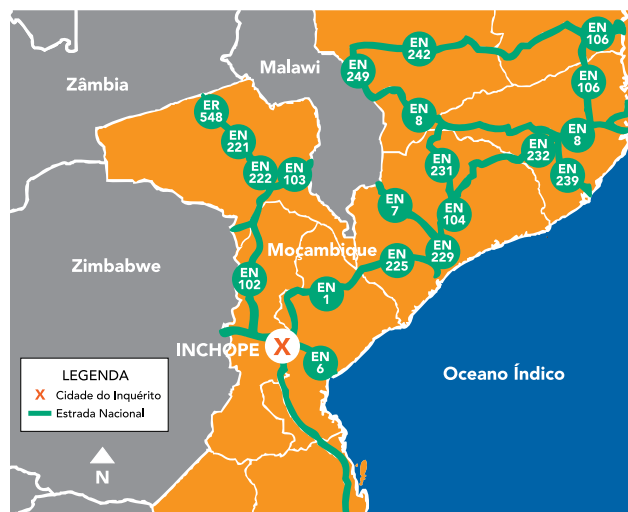 EN
106
EN
242
EN
249
Malawi
Zâmbia
EN
106
ER
548
EN
8
EN
221
EN
8
EN
232
EN
231
EN
222
EN
103
EN
239
EN
7
EN
104
Moçambique
EN
229
EN
225
Zimbabwe
EN
102
EN
1
INCHOPE
X
EN
6
Oceano Índico
LEGENDA
X Cidade do Inquérito
Estrada Nacional
N